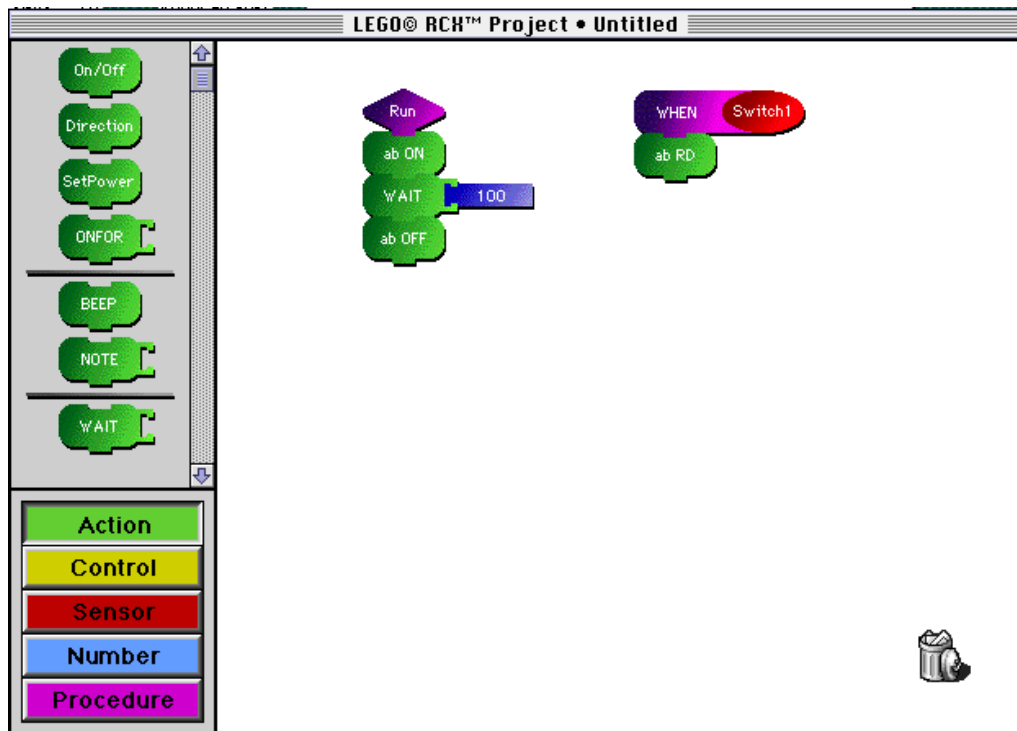 LEGO© RCX™ Project • Untitled
On/Off
Direction
SetPower
ONFOR
BEEP
NOTE
WAIT
Action
Control
Sensor
Number
Procedure
Run
ab ON
WAIT 100
ab OFF
WHEN Switch1
ab RD